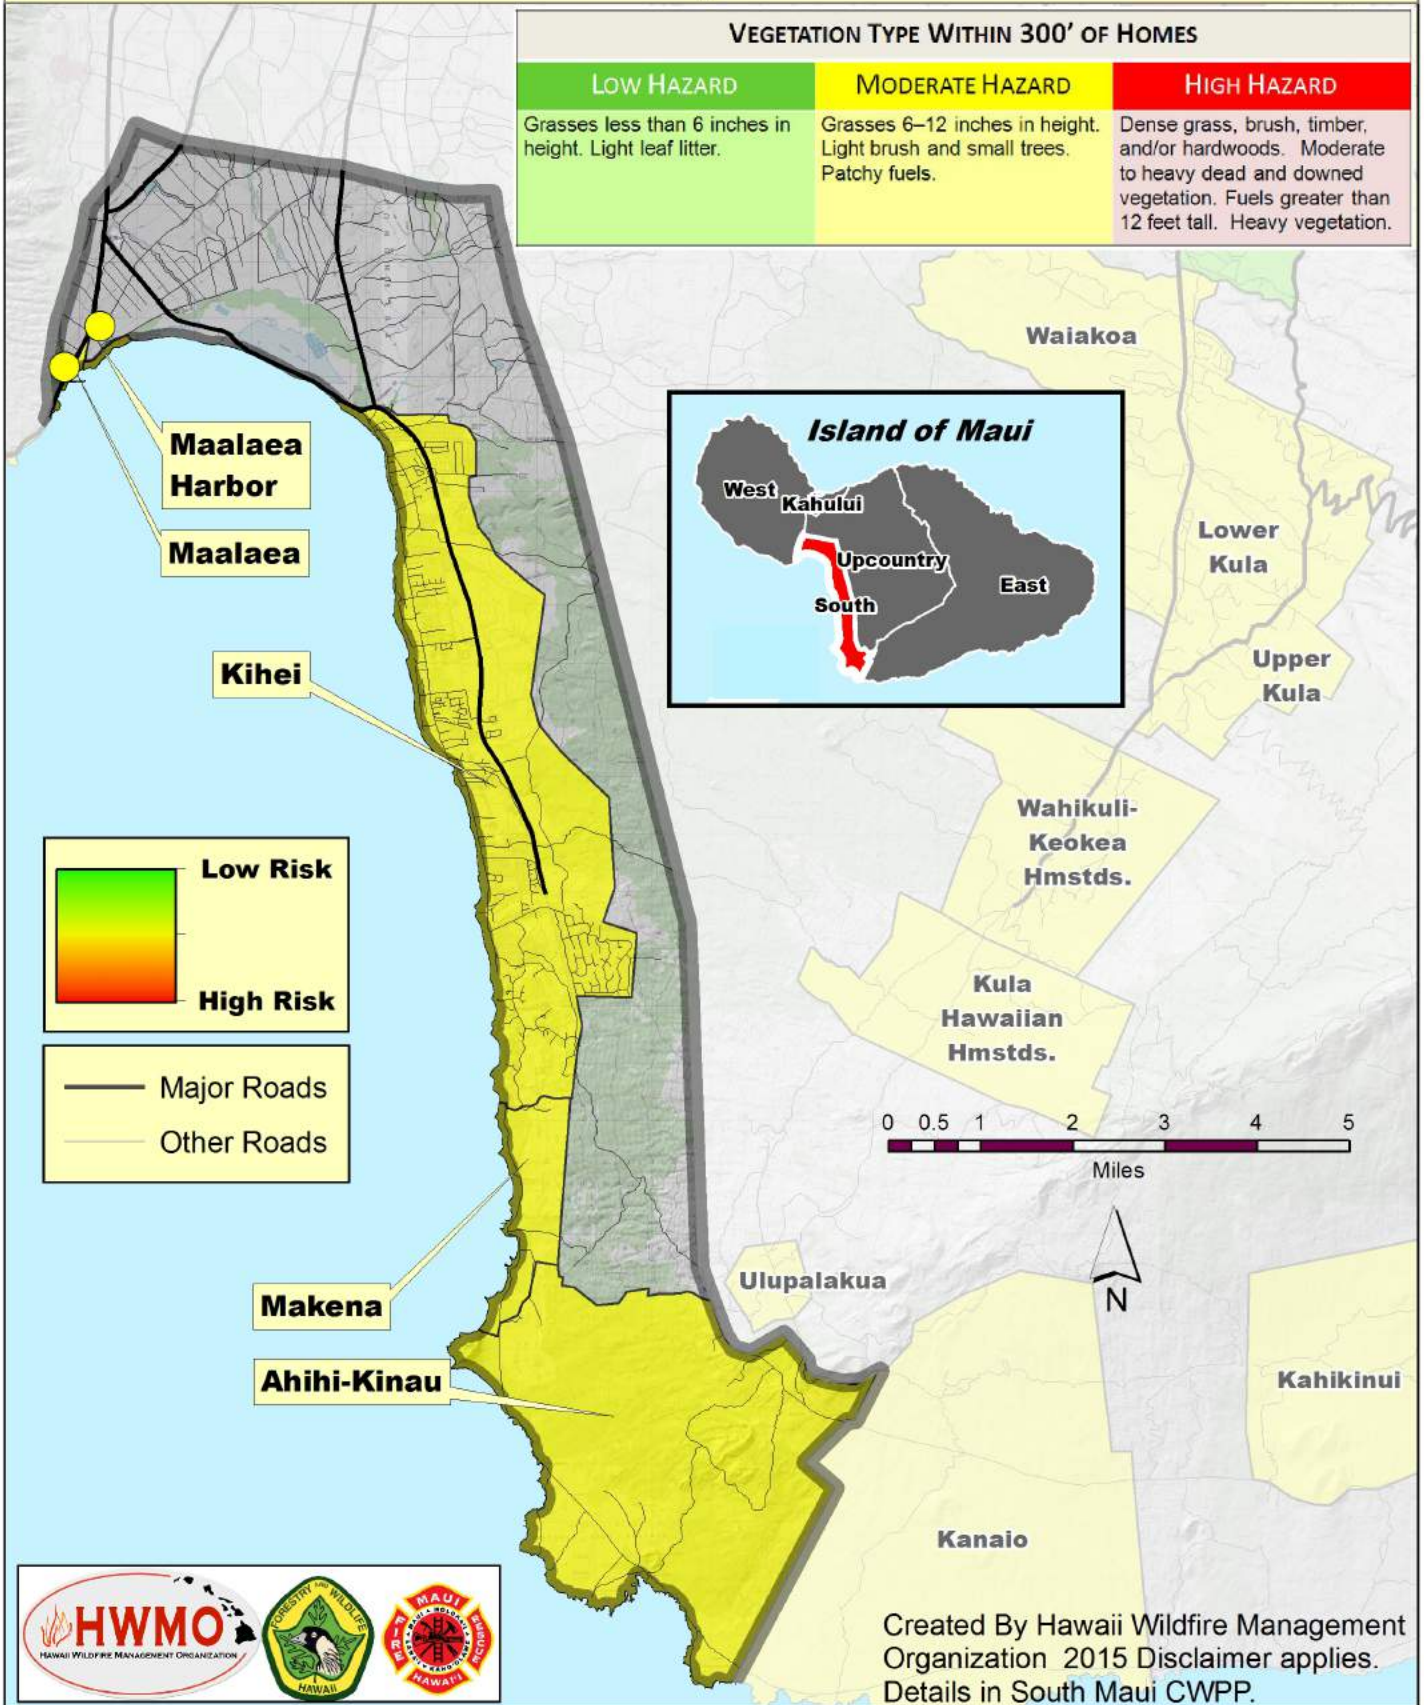 VEGETATION TYPE WITHIN 300' OF HOMES
LOW HAZARD
MODERATE HAZARD
HIGH HAZARD
Grasses less than 6 inches in
height. Light leaf litter.
Grasses 6–12 inches in height.
Light brush and small trees.
Patchy fuels.
Dense grass, brush, timber,
and/or hardwoods. Moderate
to heavy dead and downed
vegetation. Fuels greater than
12 feet tall. Heavy vegetation.
Waiakoa
Island of Maui
West
Kahului
Upcountry
East
South
Maalaea
Harbor
Maalaea
Lower
Kula
Upper
Kula
Kihei
Wahikuli-
Keokea
Hmstds.
Low Risk
High Risk
Kula
Hawaiian
Hmstds.
Major Roads
Other Roads
0 0.5 1 2 3 4 5
Miles
N
Ulupalakua
Makena
Ahihi-Kinau
Kahikinui
Kanaio
HWMO
HAWAII WILDFIRE MANAGEMENT ORGANIZATION
FORESTRY AND WILDLIFE
HAWAII
MAUI
FIRE
RESCUE
HAWAI'I
Created By Hawaii Wildfire Management
Organization 2015 Disclaimer applies.
Details in South Maui CWPP.